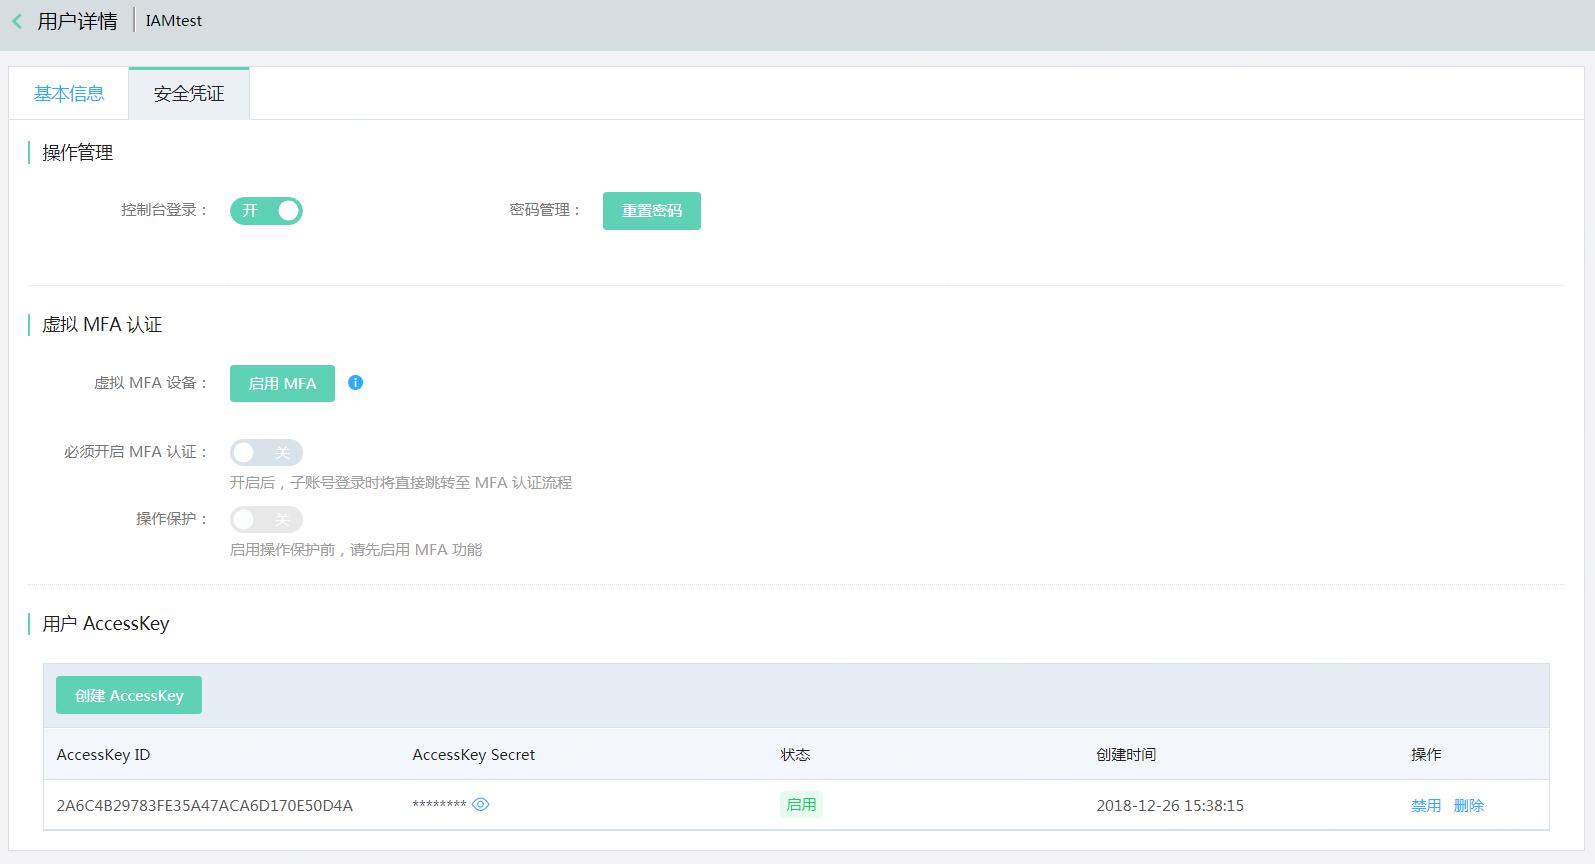 用户详情 IAMtest
基本信息 安全凭证
操作管理
控制台登录： 开 密码管理： 重置密码
虚拟 MFA 认证
虚拟 MFA 设备： 启用 MFA
必须开启 MFA 认证： 关
开启后，子账号登录时将直接跳转至 MFA 认证流程
操作保护： 关
启用操作保护前，请先启用 MFA 功能
用户 AccessKey
创建 AccessKey
AccessKey ID AccessKey Secret 状态 创建时间 操作
2A6C4B29783FE35A47ACA6D170E50D4A ******** 启用 2018-12-26 15:38:15 禁用 删除